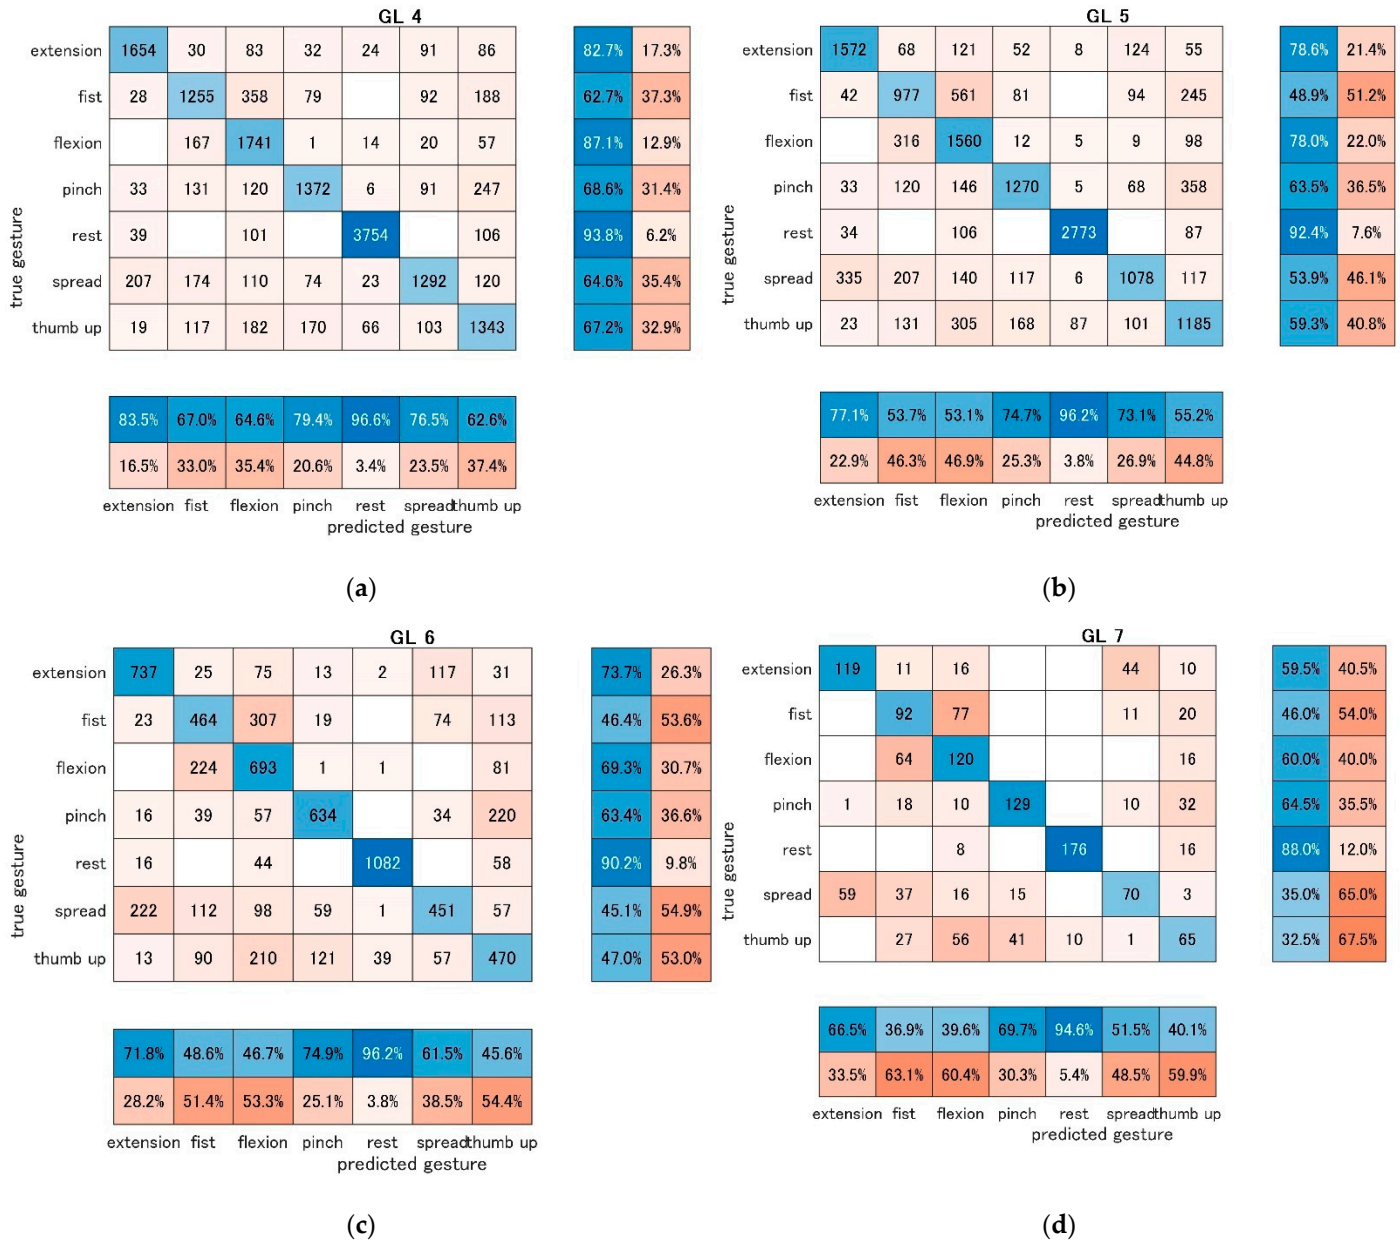 GL 4
extension 1654 30 83 32 24 91 86 82.7% 17.3%
fist 28 1255 358 79 92 188 62.7% 37.3%
flexion 167 1741 1 14 20 57 87.1% 12.9%
pinch 33 131 120 1372 6 91 247 68.6% 31.4%
rest 39 101 3754 106 93.8% 6.2%
spread 207 174 110 74 23 1292 120 64.6% 35.4%
thumb up 19 117 182 170 66 103 1343 67.2% 32.9%
true gesture
83.5% 67.0% 64.6% 79.4% 96.6% 76.5% 62.6%
16.5% 33.0% 35.4% 20.6% 3.4% 23.5% 37.4%
extension fist flexion pinch rest spread thumb up
predicted gesture
(a)
GL 5
extension 1572 68 121 52 8 124 55 78.6% 21.4%
fist 42 977 561 81 94 245 48.9% 51.2%
flexion 316 1560 12 5 9 98 78.0% 22.0%
pinch 33 120 146 1270 5 68 358 63.5% 36.5%
rest 34 106 2773 87 92.4% 7.6%
spread 335 207 140 117 6 1078 117 53.9% 46.1%
thumb up 23 131 305 168 87 101 1185 59.3% 40.8%
true gesture
77.1% 53.7% 53.1% 74.7% 96.2% 73.1% 55.2%
22.9% 46.3% 46.9% 25.3% 3.8% 26.9% 44.8%
extension fist flexion pinch rest spread thumb up
predicted gesture
(b)
GL 6
extension 737 25 75 13 2 117 31 73.7% 26.3%
fist 23 464 307 19 74 113 46.4% 53.6%
flexion 224 693 1 1 81 69.3% 30.7%
pinch 16 39 57 634 34 220 63.4% 36.6%
rest 16 44 1082 58 90.2% 9.8%
spread 222 112 98 59 1 451 57 45.1% 54.9%
thumb up 13 90 210 121 39 57 470 47.0% 53.0%
true gesture
71.8% 48.6% 46.7% 74.9% 96.2% 61.5% 45.6%
28.2% 51.4% 53.3% 25.1% 3.8% 38.5% 54.4%
extension fist flexion pinch rest spread thumb up
predicted gesture
(c)
GL 7
extension 119 11 16 44 10 59.5% 40.5%
fist 92 77 11 20 46.0% 54.0%
flexion 64 120 16 60.0% 40.0%
pinch 1 18 10 129 10 32 64.5% 35.5%
rest 8 176 16 88.0% 12.0%
spread 59 37 16 15 70 3 35.0% 65.0%
thumb up 27 56 41 10 1 65 32.5% 67.5%
true gesture
66.5% 36.9% 39.6% 69.7% 94.6% 51.5% 40.1%
33.5% 63.1% 60.4% 30.3% 5.4% 48.5% 59.9%
extension fist flexion pinch rest spread thumb up
predicted gesture
(d)